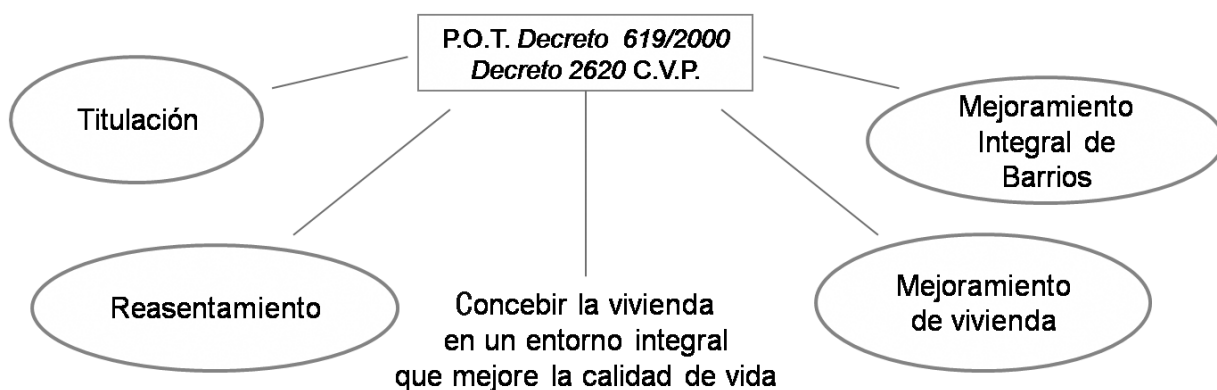 P.O.T. Decreto 619/2000
Decreto 2620 C.V.P.
Titulación
Mejoramiento
Integral de
Barrios
Reasentamiento
Concebir la vivienda
en un entorno integral
que mejore la calidad de vida
Mejoramiento
de vivienda